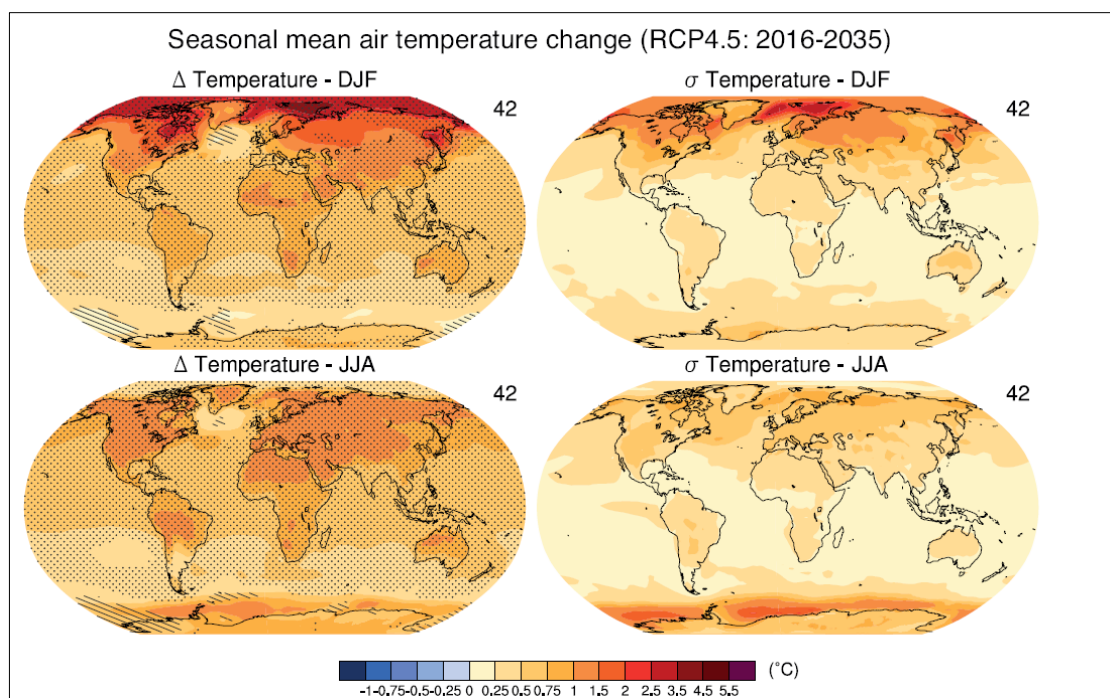 Seasonal mean air temperature change (RCP4.5: 2016-2035)
Δ Temperature - DJF
σ Temperature - DJF
42
42
Δ Temperature - JJA
σ Temperature - JJA
42
42
(°C)
-1 -0.75 -0.5 -0.25 0 0.25 0.5 0.75 1 1.5 2 2.5 3.5 4.5 5.5